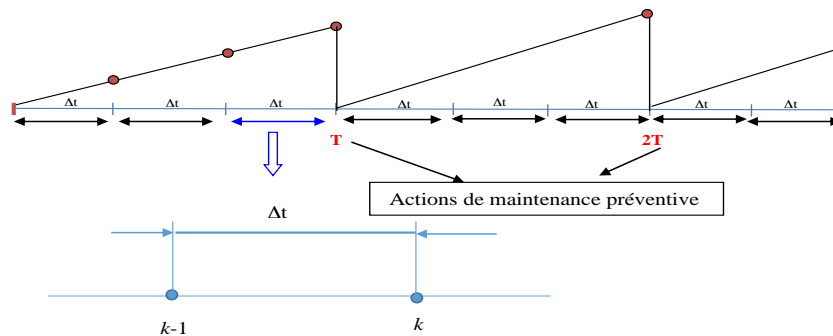 Δt Δt Δt Δt Δt Δt Δt Δt
T 2T
Actions de maintenance préventive
Δt
k-1 k